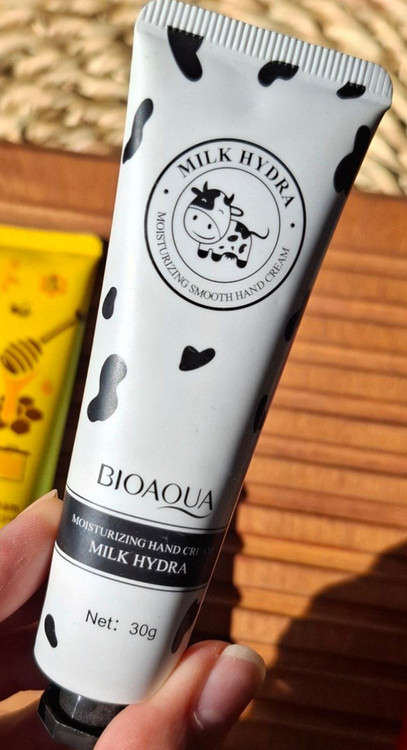 MILK HYDRA
MOISTURIZING SMOOTH HAND CREAM
BIOAQUA
MOISTURIZING HAND CREAM
MILK HYDRA
Net: 30g